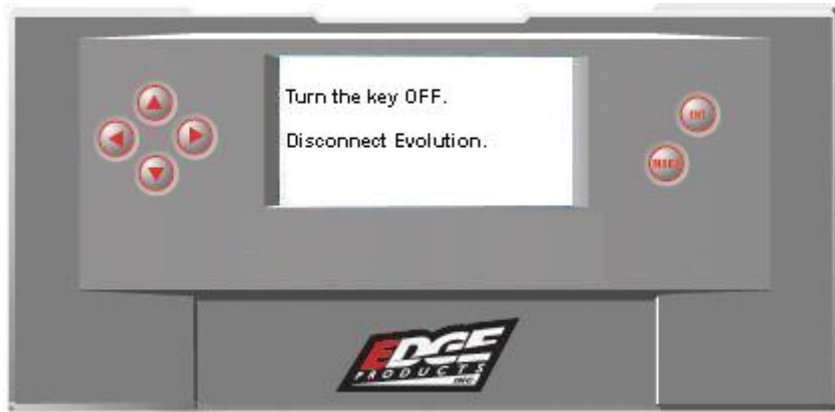 Turn the key OFF.
Disconnect Evolution.
EDGE
PRODUCTS
INC